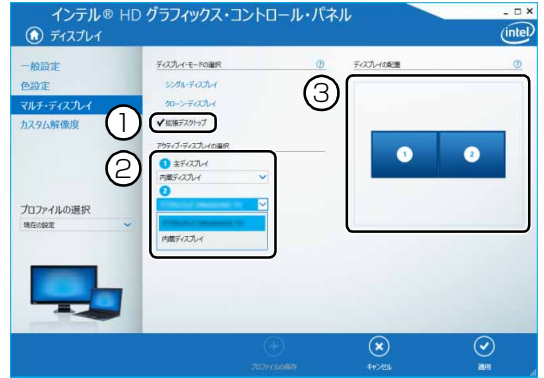 インテル® HD グラフィックス・コントロール・パネル
ディスプレイ
intel
一般設定
色設定
マルチ・ディスプレイ
カスタム解像度
プロファイルの選択
現在の設定
ディスプレイ・モードの選択
?
シングル・ディスプレイ
クローン・ディスプレイ
①
✔拡張デスクトップ
アクティブ・ディスプレイの選択
②
1 主ディスプレイ
内蔵ディスプレイ
2
内蔵ディスプレイ
ディスプレイの配置
?
③
1
2
プロファイルの保存
キャンセル
適用